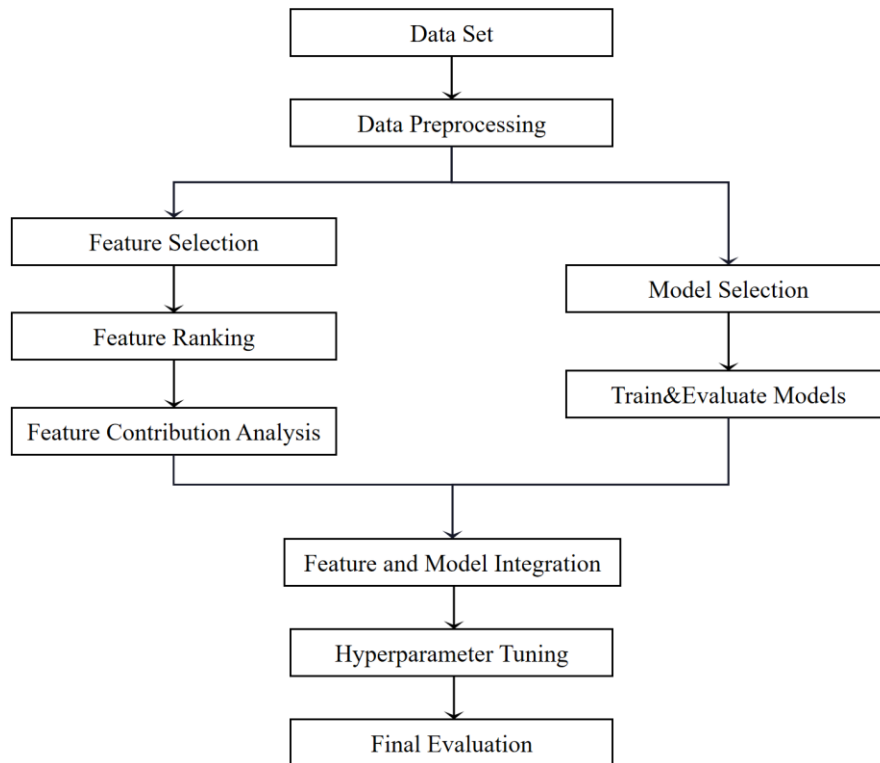 Data Set
Data Preprocessing
Feature Selection
Model Selection
Feature Ranking
Train&Evaluate Models
Feature Contribution Analysis
Feature and Model Integration
Hyperparameter Tuning
Final Evaluation